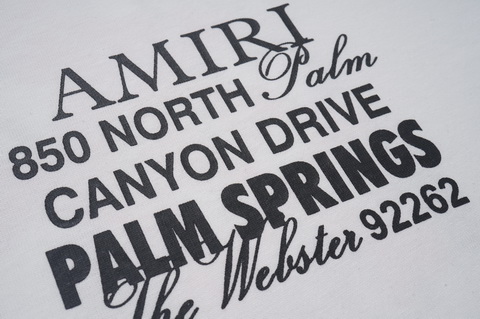 AMIRI
850 NORTH Palm
CANYON DRIVE
PALM SPRINGS
The Webster 92262